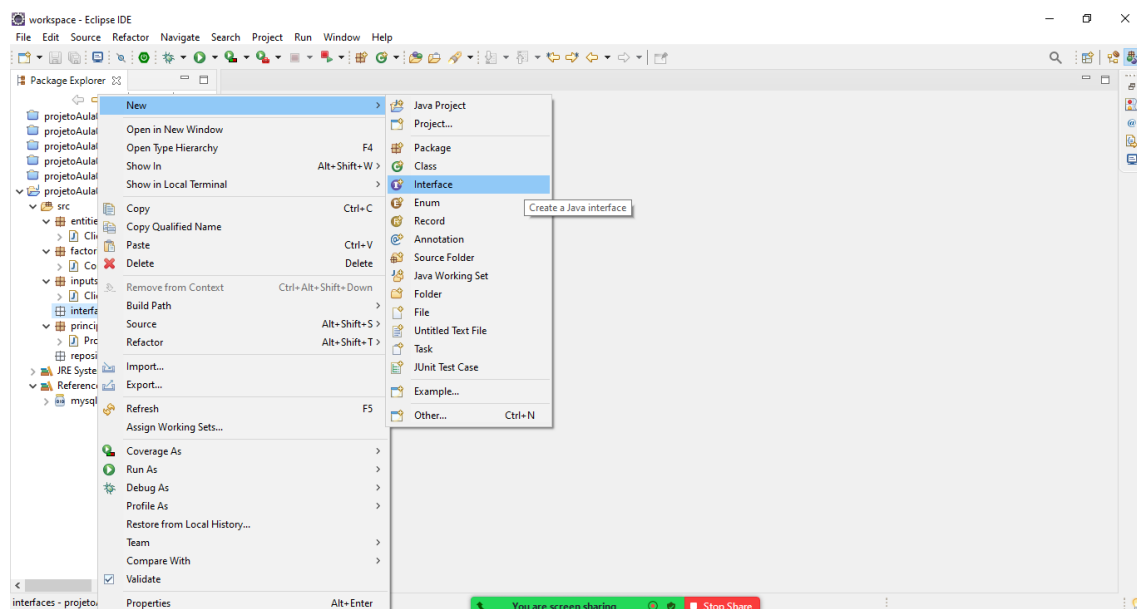 workspace - Eclipse IDE
File Edit Source Refactor Navigate Search Project Run Window Help
Package Explorer
projetoAula
projetoAula
projetoAula
projetoAula
projetoAula
projetoAula
src
entitie
Clie
factor
Co
inputs
Clie
interfa
princi
Pro
reposi
JRE Syste
Referenc
mysql
New
Open in New Window
Open Type Hierarchy F4
Show In Alt+Shift+W >
Show in Local Terminal >
Copy Ctrl+C
Copy Qualified Name
Paste Ctrl+V
Delete Delete
Remove from Context Ctrl+Alt+Shift+Down
Build Path >
Source Alt+Shift+S >
Refactor Alt+Shift+T >
Import...
Export...
Refresh F5
Assign Working Sets...
Coverage As >
Run As >
Debug As >
Profile As >
Restore from Local History...
Team >
Compare With >
Validate
Properties Alt+Enter
Java Project
Project...
Package
Class
Interface
Enum
Record
Annotation
Source Folder
Java Working Set
Folder
File
Untitled Text File
Task
JUnit Test Case
Example...
Other... Ctrl+N
Create a Java interface
interfaces - projeto
You are screen sharing
Stop Share